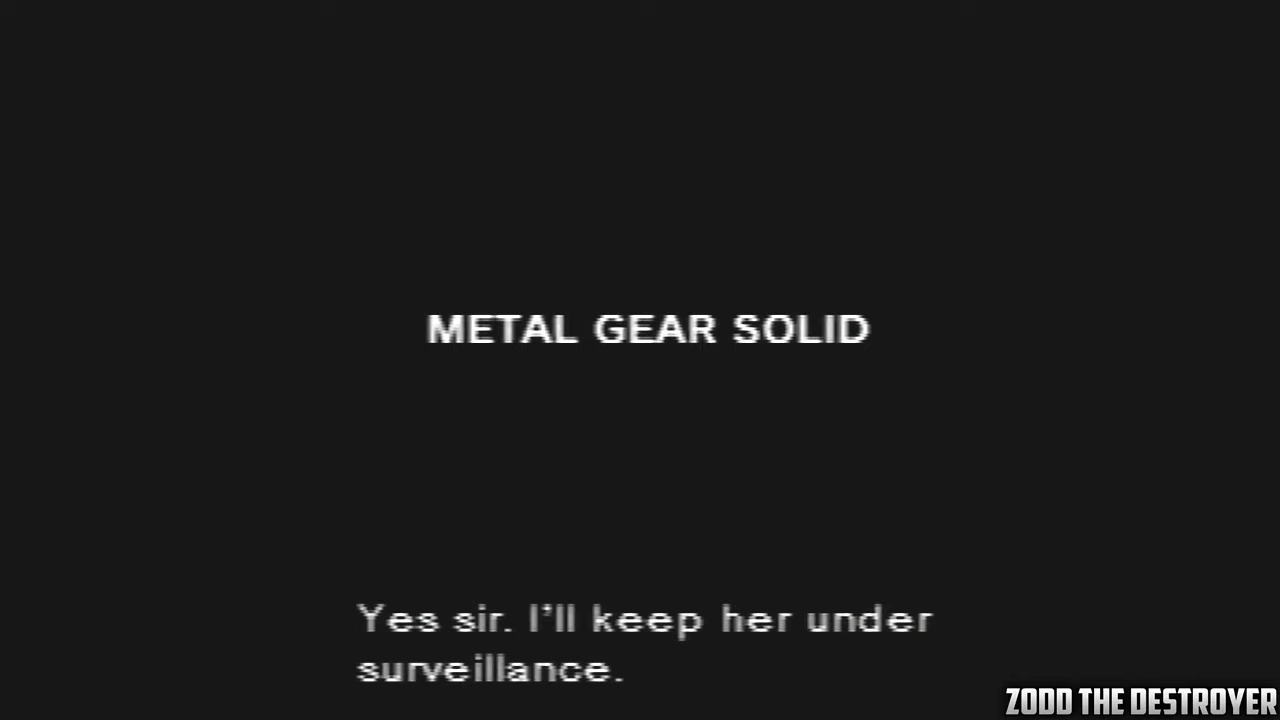 METAL GEAR SOLID
Yes sir. I'll keep her under
surveillance.
ZODD THE DESTROYER